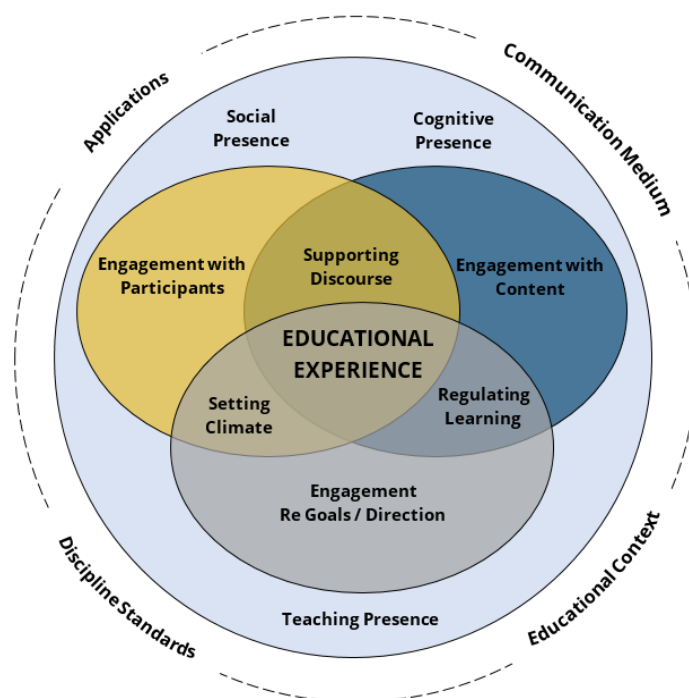 Applications
Communication Medium
Social
Presence
Cognitive
Presence
Engagement with
Participants
Supporting
Discourse
Engagement with
Content
EDUCATIONAL
EXPERIENCE
Setting
Climate
Regulating
Learning
Engagement
Re Goals / Direction
Teaching Presence
Discipline Standards
Educational Context